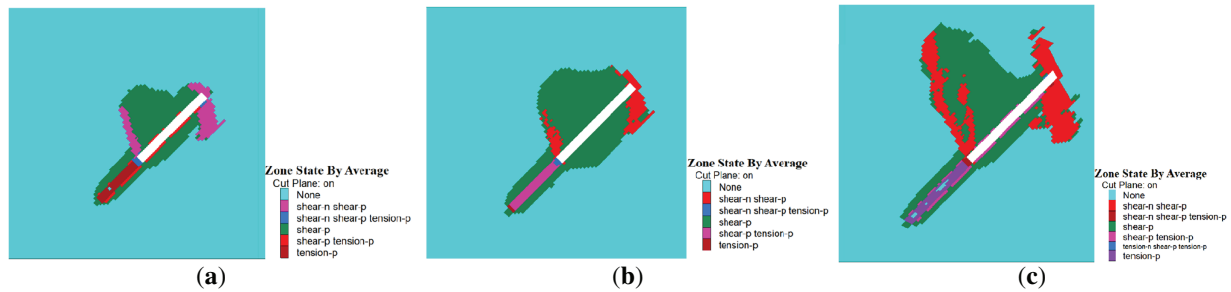 Zone State By Average
Cut Plane: on
None
shear-n shear-p
shear-n shear-p tension-p
shear-p
shear-p tension-p
tension-p
(a)
Zone State By Average
Cut Plane: on
None
shear-n shear-p
shear-n shear-p tension-p
shear-p
shear-p tension-p
tension-p
(b)
Zone State By Average
Cut Plane: on
None
shear-n shear-p
shear-n shear-p tension-p
shear-p
shear-p tension-p
tension-n shear-p tension-p
tension-p
(c)